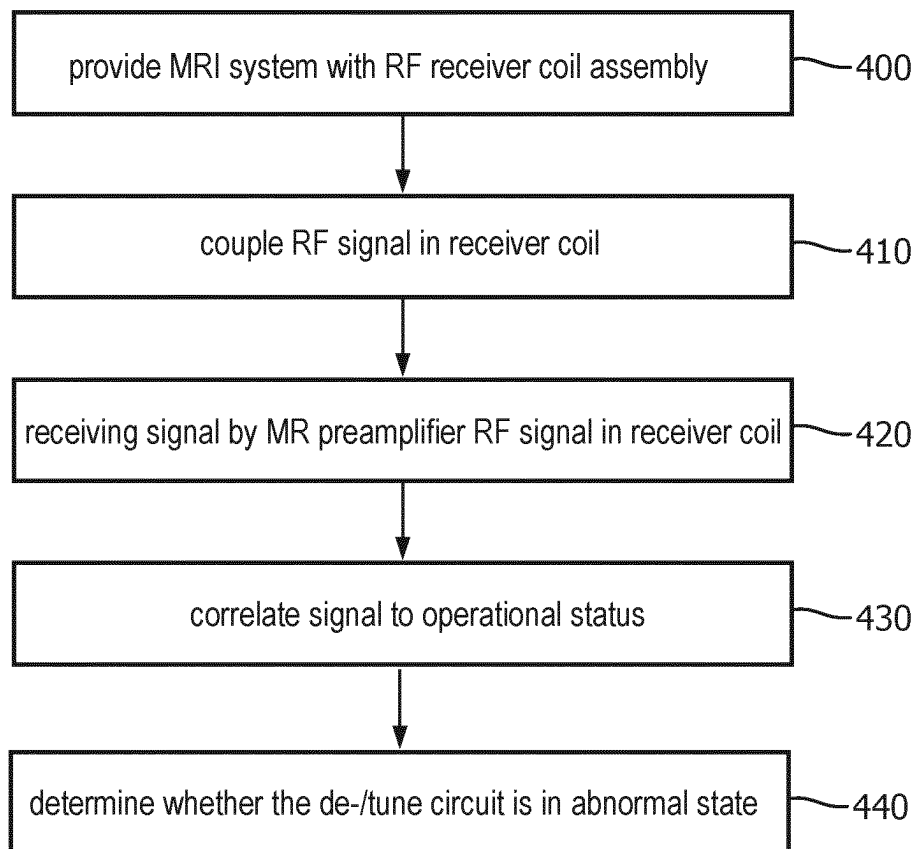 provide MRI system with RF receiver coil assembly
400
couple RF signal in receiver coil
410
receiving signal by MR preamplifier RF signal in receiver coil
420
correlate signal to operational status
430
determine whether the de-/tune circuit is in abnormal state
440